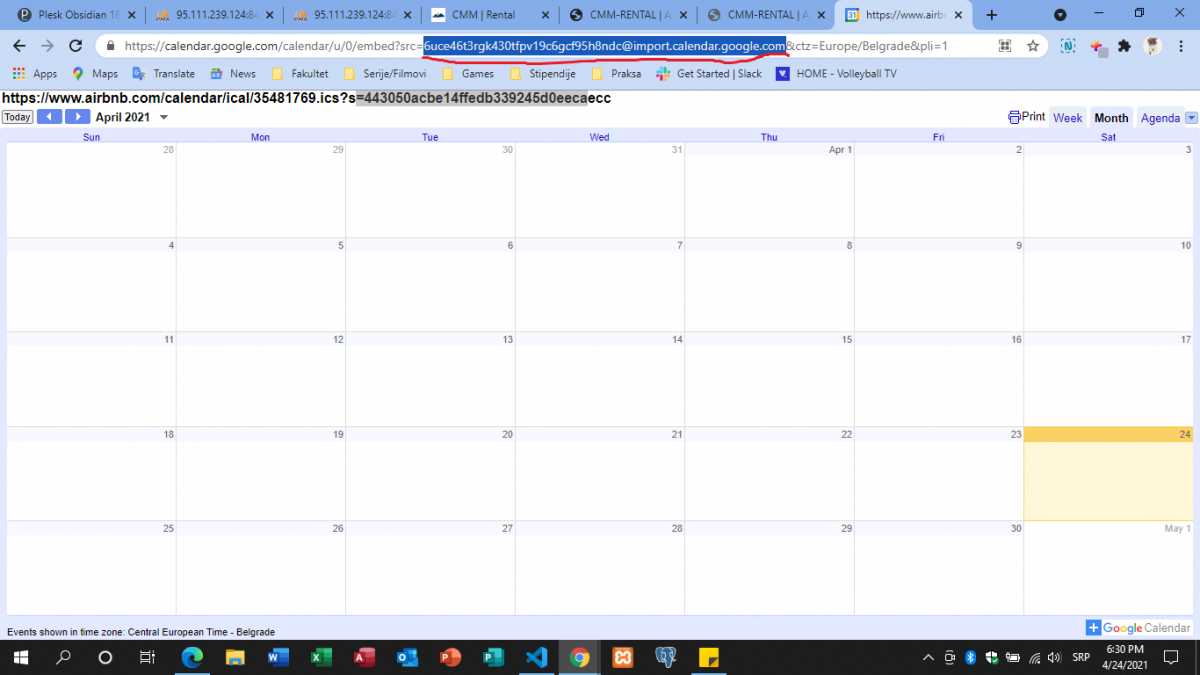 Plesk Obsidian 18
95.111.239.124:84
95.111.239.124:84
CMM | Rental
CMM-RENTAL | A
CMM-RENTAL | A
https://www.airbn
https://calendar.google.com/calendar/u/0/embed?src=6uce46t3rgk430tfpv19c6gcf95h8ndc@import.calendar.google.com&ctz=Europe/Belgrade&pli=1
Apps Maps Translate News Fakultet Serije/Filmovi Games Stipendije Praksa Get Started | Slack HOME - Volleyball TV
https://www.airbnb.com/calendar/ical/35481769.ics?s=443050acbe14ffedb339245d0eecaecc
Today April 2021 Print Week Month Agenda
Sun Mon Tue Wed Thu Fri Sat
28 29 30 31 Apr 1 2 3
4 5 6 7 8 9 10
11 12 13 14 15 16 17
18 19 20 21 22 23 24
25 26 27 28 29 30 May 1
Events shown in time zone: Central European Time - Belgrade
Google Calendar
SRP
6:30 PM
4/24/2021